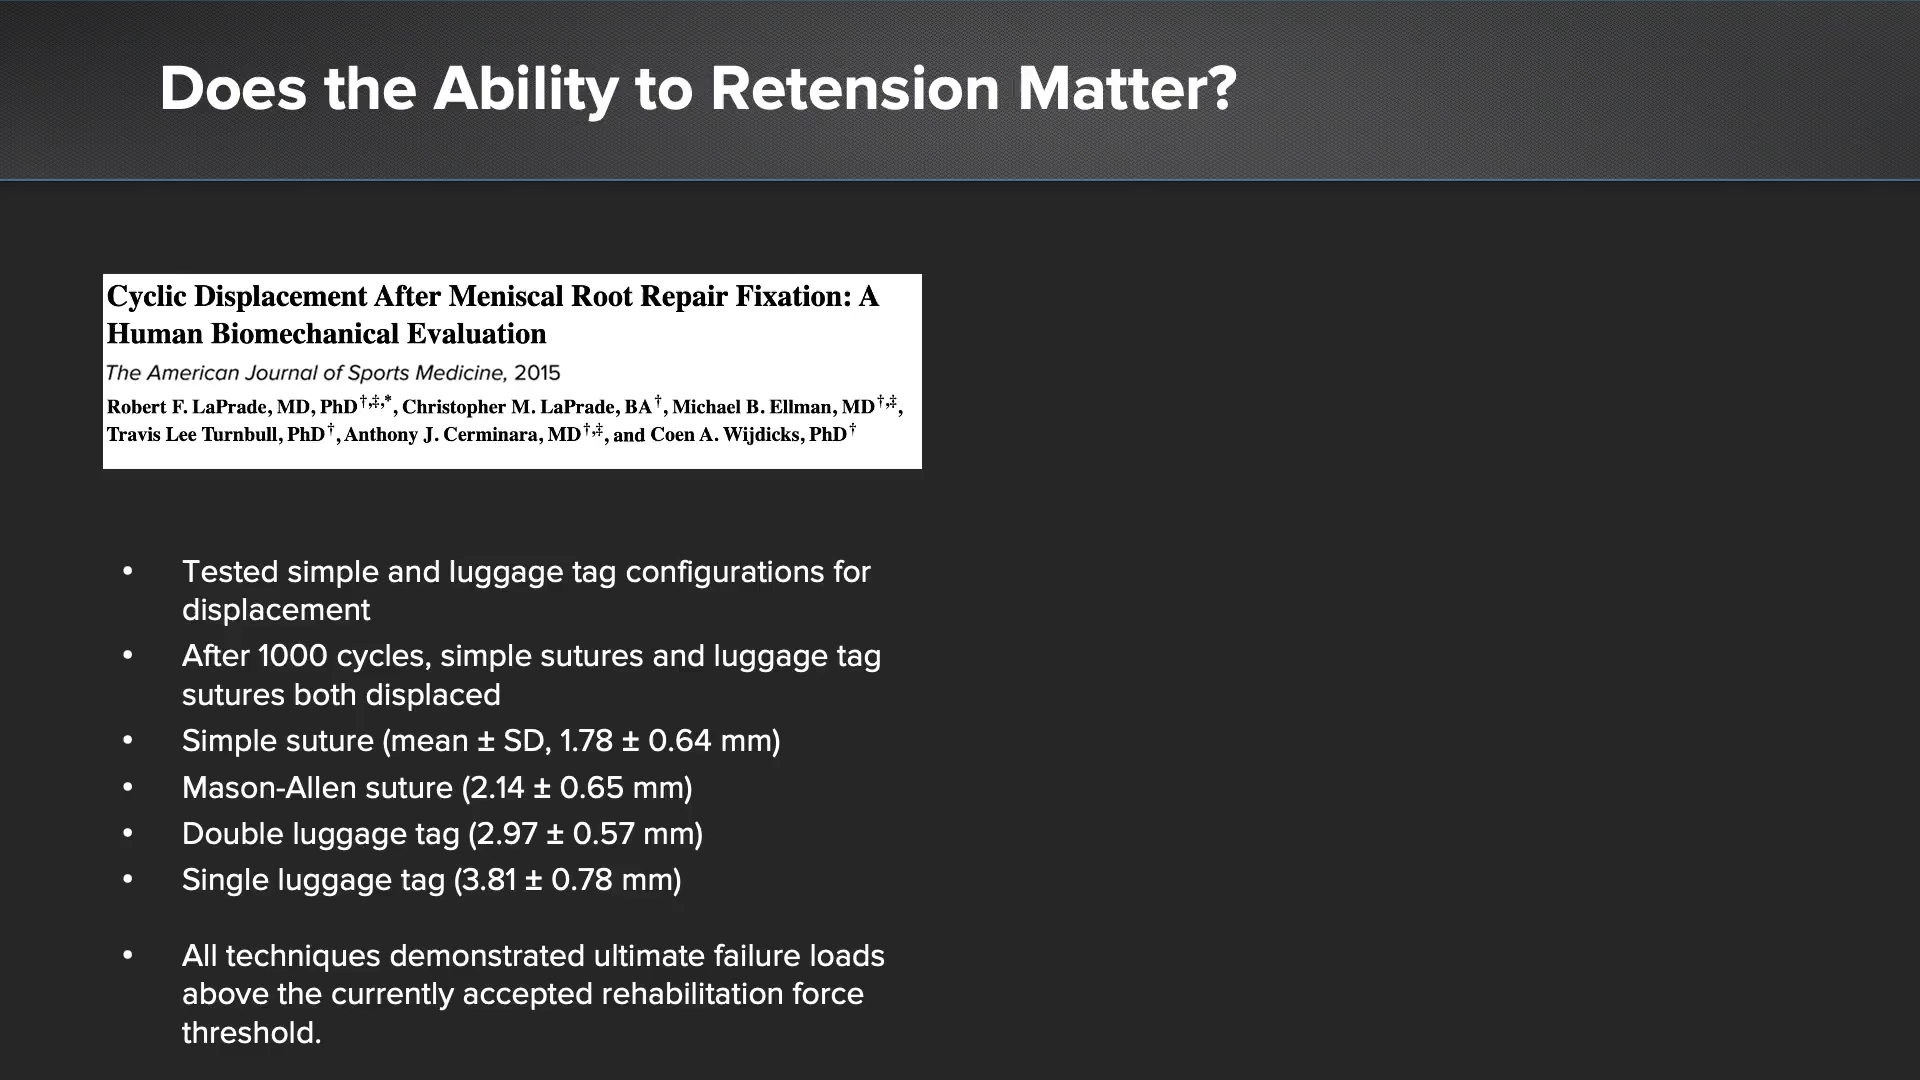 Does the Ability to Retension Matter?
Cyclic Displacement After Meniscal Root Repair Fixation: A
Human Biomechanical Evaluation
The American Journal of Sports Medicine, 2015
Robert F. LaPrade, MD, PhD†,‡,*, Christopher M. LaPrade, BA†, Michael B. Ellman, MD†,‡,
Travis Lee Turnbull, PhD†, Anthony J. Cerminara, MD†,‡, and Coen A. Wijdicks, PhD†
• Tested simple and luggage tag configurations for
displacement
• After 1000 cycles, simple sutures and luggage tag
sutures both displaced
• Simple suture (mean ± SD, 1.78 ± 0.64 mm)
• Mason-Allen suture (2.14 ± 0.65 mm)
• Double luggage tag (2.97 ± 0.57 mm)
• Single luggage tag (3.81 ± 0.78 mm)
• All techniques demonstrated ultimate failure loads
above the currently accepted rehabilitation force
threshold.